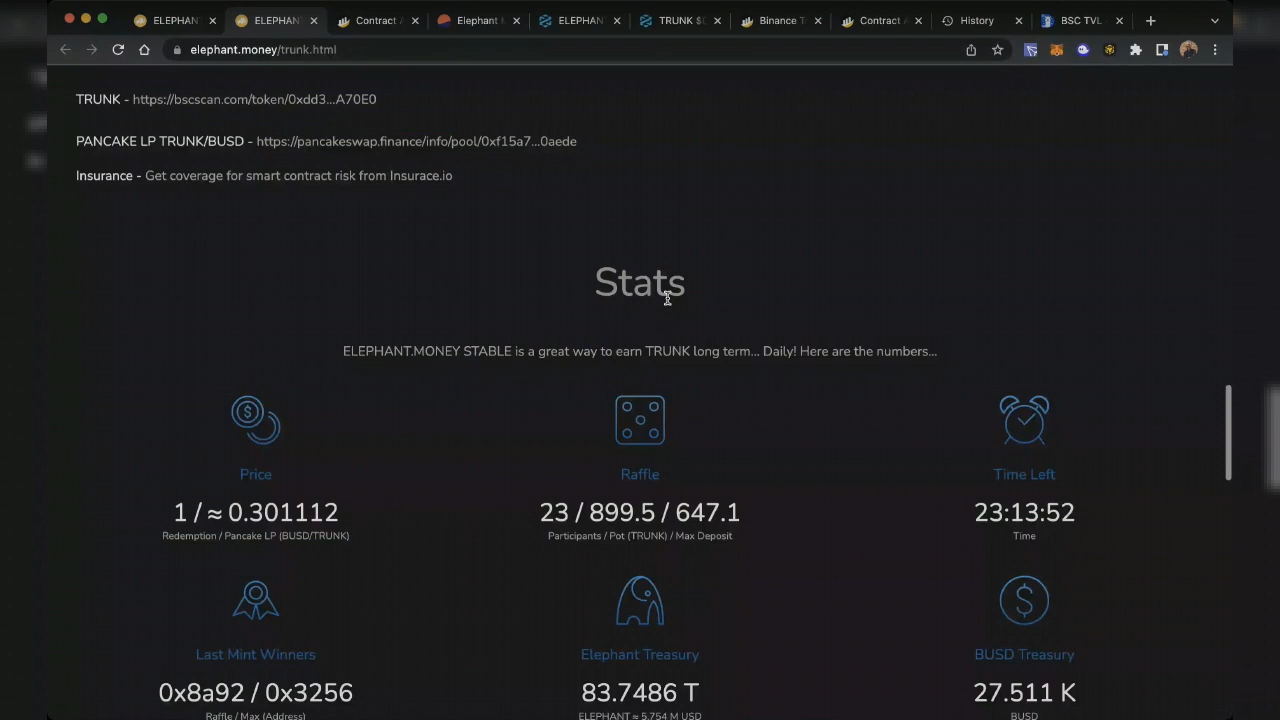 ELEPHAN
ELEPHAN
Contract A
Elephant M
ELEPHAN
TRUNK $0
Binance T
Contract A
History
BSC TVL
elephant.money/trunk.html
TRUNK - https://bscscan.com/token/0xdd3...A70E0
PANCAKE LP TRUNK/BUSD - https://pancakeswap.finance/info/pool/0xf15a7...0aede
Insurance - Get coverage for smart contract risk from Insurace.io
Stats
ELEPHANT.MONEY STABLE is a great way to earn TRUNK long term... Daily! Here are the numbers...
Price
Raffle
Time Left
1 / ≈ 0.301112
23 / 899.5 / 647.1
23:13:52
Redemption / Pancake LP (BUSD/TRUNK)
Participants / Pot (TRUNK) / Max Deposit
Time
Last Mint Winners
Elephant Treasury
BUSD Treasury
0x8a92 / 0x3256
83.7486 T
27.511 K
Raffle / Max (Address)
ELEPHANT ≈ 5.754 M USD
BUSD